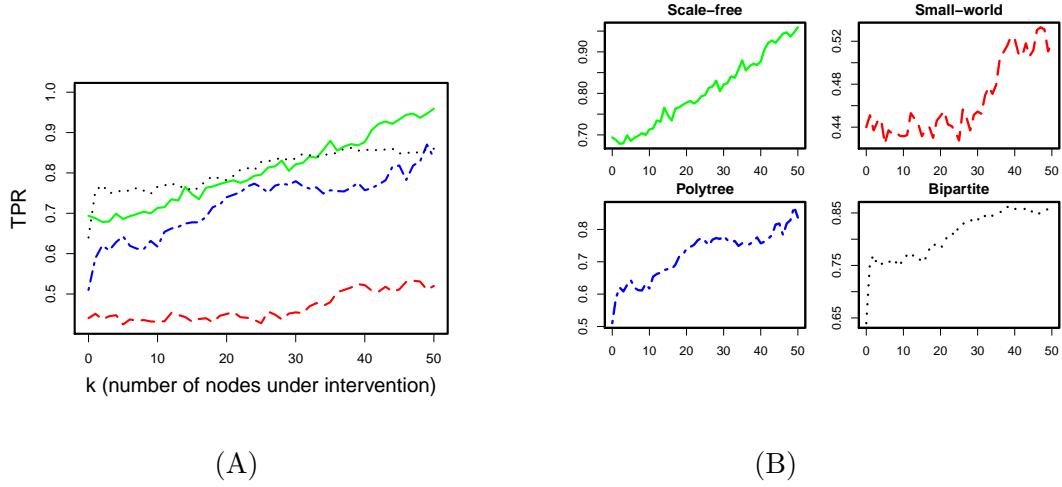 TPR
1.0
0.9
0.8
0.7
0.6
0.5
0 10 20 30 40 50
k (number of nodes under intervention)
(A)
Scale−free
0.90
0.80
0.70
0 10 20 30 40 50
Small−world
0.52
0.48
0.44
0 10 20 30 40 50
Polytree
0.8
0.7
0.6
0.5
0 10 20 30 40 50
Bipartite
0.85
0.75
0.65
0 10 20 30 40 50
(B)